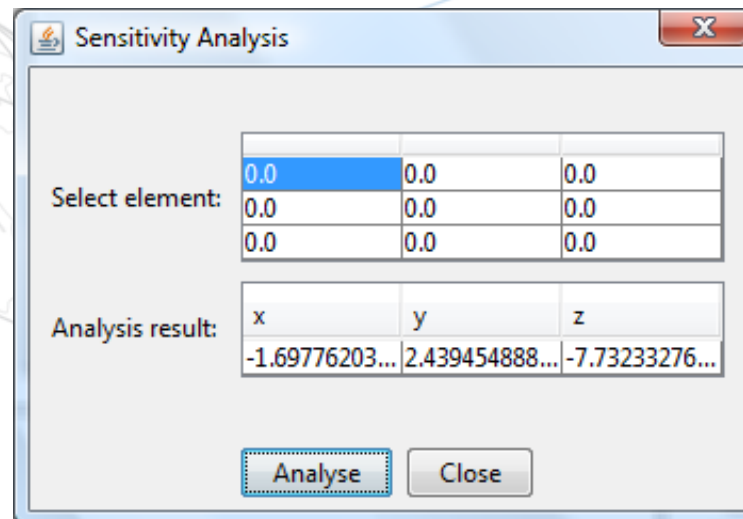 Sensitivity Analysis
Select element:
0.0 0.0 0.0
0.0 0.0 0.0
0.0 0.0 0.0
Analysis result:
x y z
-1.69776203... 2.439454888... -7.73233276...
Analyse Close